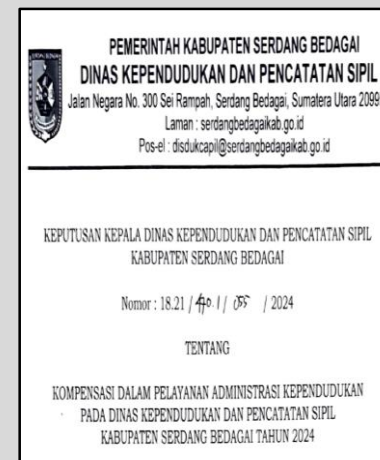 PEMERINTAH KABUPATEN SERDANG BEDAGAI
DINAS KEPENDUDUKAN DAN PENCATATAN SIPIL
Jalan Negara No. 300 Sei Rampah, Serdang Bedagai, Sumatera Utara 2099
Laman : serdangbedagaikab.go.id
Pos-el : disdukcapil@serdangbedagaikab.go.id
KEPUTUSAN KEPALA DINAS KEPENDUDUKAN DAN PENCATATAN SIPIL
KABUPATEN SERDANG BEDAGAI
Nomor : 18.21 / / / 2024
TENTANG
KOMPENSASI DALAM PELAYANAN ADMINISTRASI KEPENDUDUKAN
PADA DINAS KEPENDUDUKAN DAN PENCATATAN SIPIL
KABUPATEN SERDANG BEDAGAI TAHUN 2024